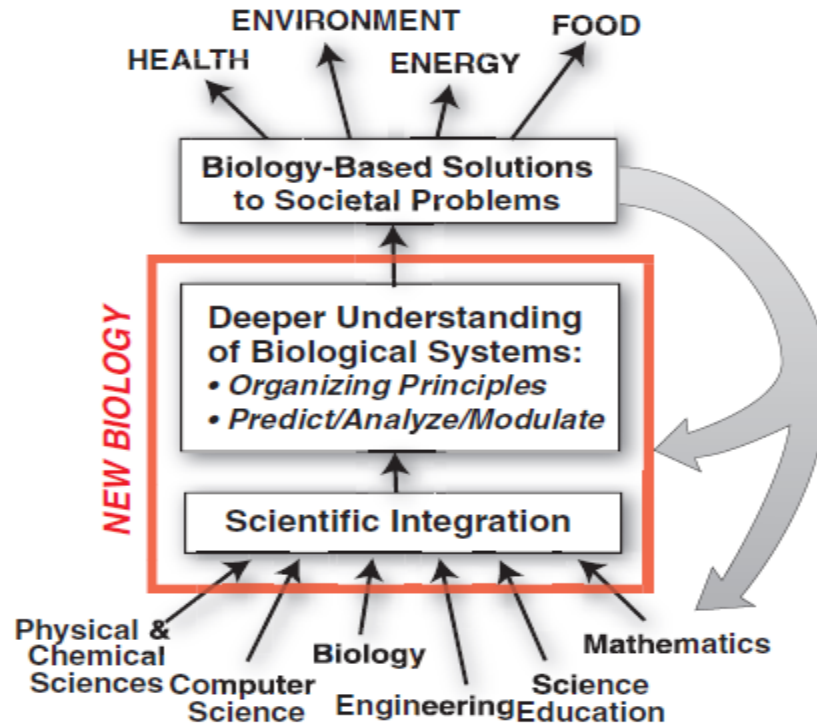 ENVIRONMENT
FOOD
HEALTH
ENERGY
Biology-Based Solutions
to Societal Problems
NEW BIOLOGY
Deeper Understanding
of Biological Systems:
• Organizing Principles
• Predict/Analyze/Modulate
Scientific Integration
Physical &
Chemical
Sciences
Computer
Science
Biology
Engineering
Science
Education
Mathematics